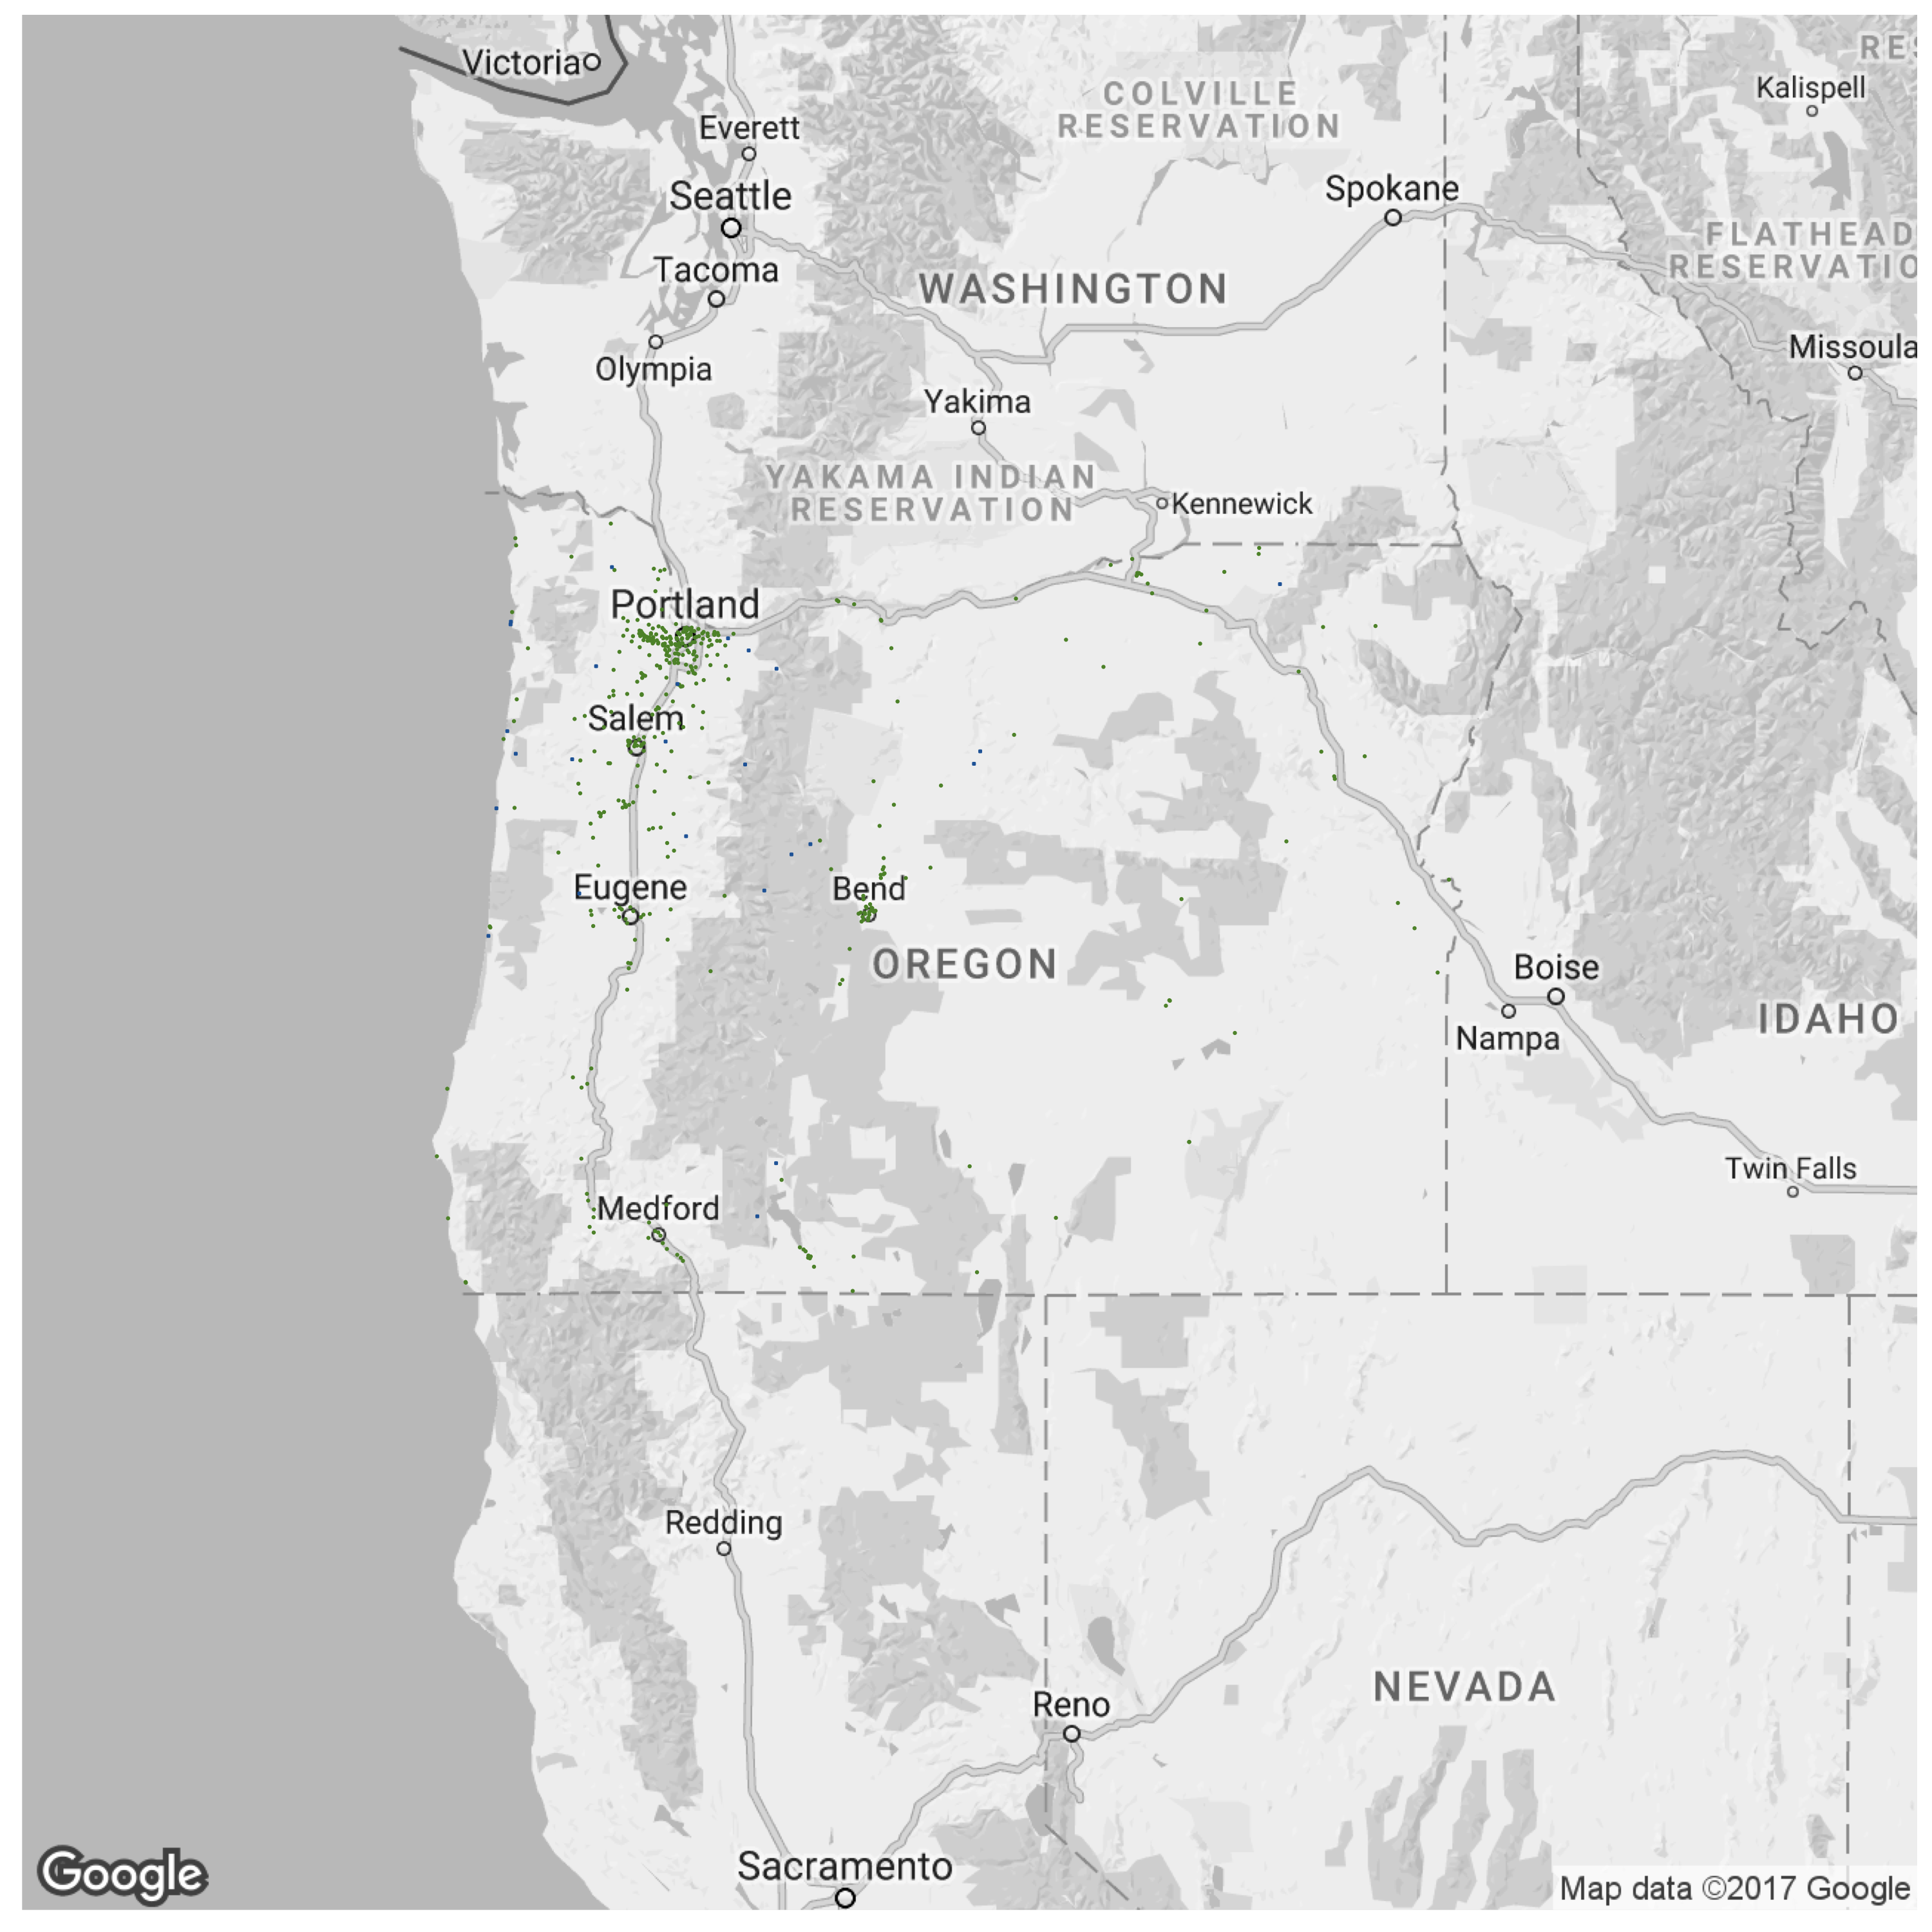 Victoria
RES
Kalispell
COLVILLE
RESERVATION
Everett
Seattle
Spokane
FLATHEAD
RESERVATIO
Tacoma
WASHINGTON
Missoula
Olympia
Yakima
YAKAMA INDIAN
RESERVATION
Kennewick
Portland
Salem
Eugene
Bend
OREGON
Boise
Nampa
IDAHO
Twin Falls
Medford
Redding
Reno
NEVADA
Sacramento
Google
Map data ©2017 Google